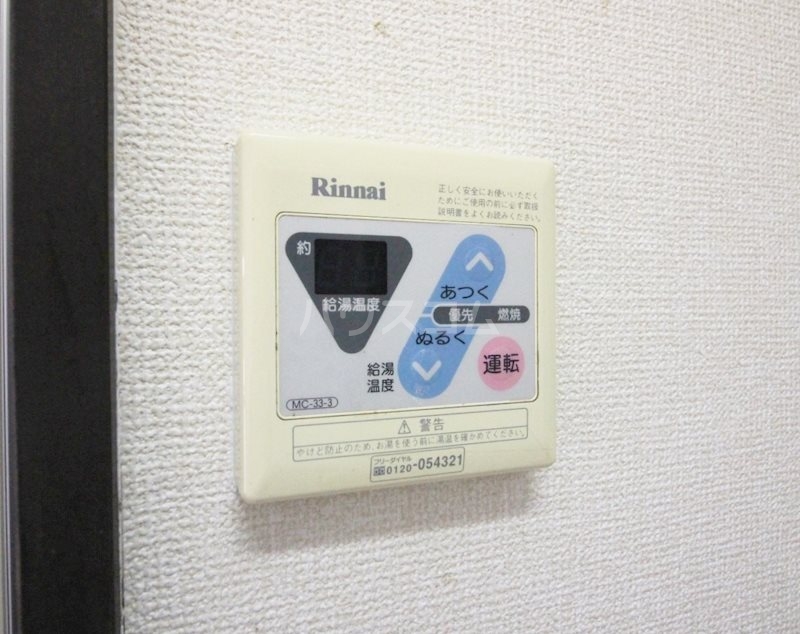 Rinnai
正しく安全にお使いいただく
ためにご使用の前に必ず取扱
説明書をよくお読みください。
約
給湯温度
あつく
優先 燃焼
ぬるく
給湯
温度
運転
MC-33-3
警告
やけど防止のため、お湯を使う前に湯温を確かめてください。
フリーダイヤル
0120-054321
ハウスコム